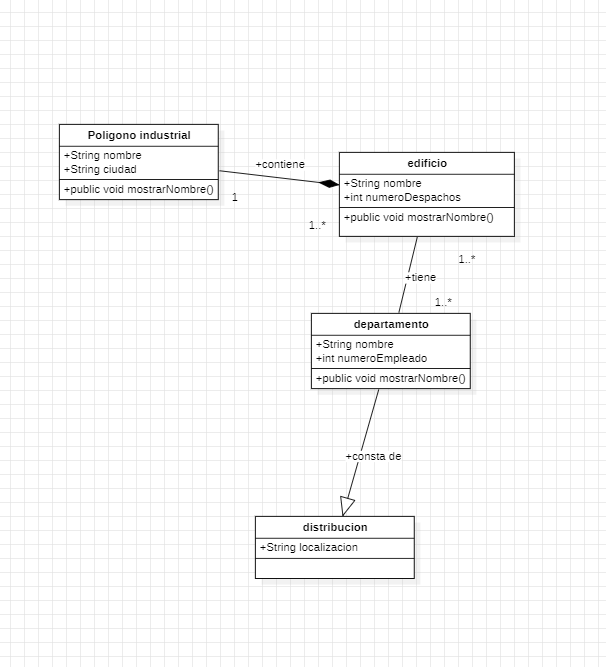 Poligono industrial
+String nombre
+String ciudad
+public void mostrarNombre()
+contiene
1
1..*
edificio
+String nombre
+int numeroDespachos
+public void mostrarNombre()
1..*
+tiene
1..*
departamento
+String nombre
+int numeroEmpleado
+public void mostrarNombre()
+consta de
distribucion
+String localizacion